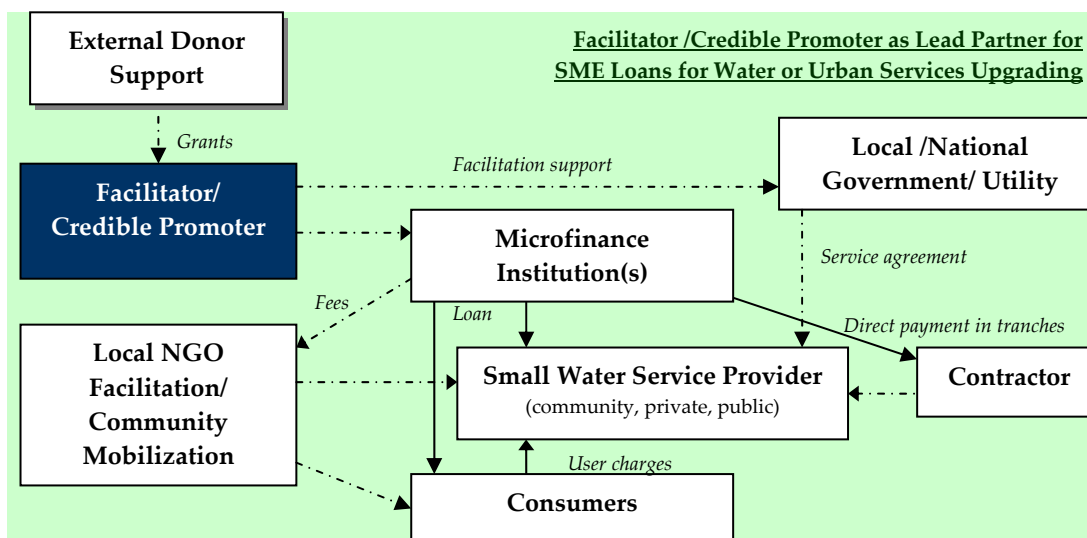 External Donor
Support
Facilitator /Credible Promoter as Lead Partner for
SME Loans for Water or Urban Services Upgrading
Grants
Facilitation support
Local /National
Government/ Utility
Facilitator/
Credible Promoter
Microfinance
Institution(s)
Service agreement
Fees
Loan
Direct payment in tranches
Local NGO
Facilitation/
Community
Mobilization
Small Water Service Provider
(community, private, public)
Contractor
User charges
Consumers